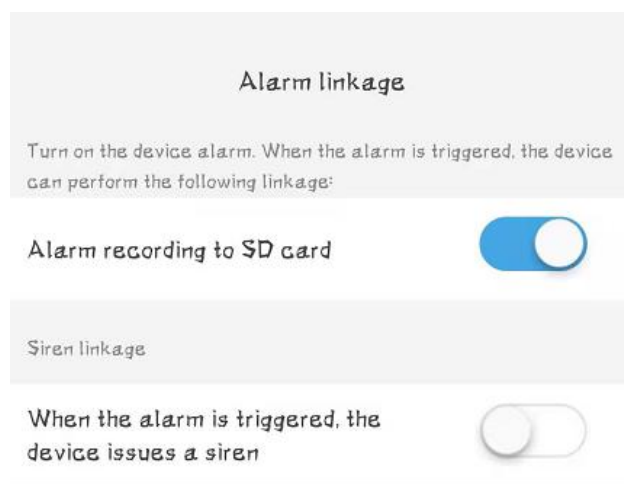 Alarm linkage
Turn on the device alarm. When the alarm is triggered, the device
can perform the following linkage:
Alarm recording to SD card
Siren linkage
When the alarm is triggered, the
device issues a siren